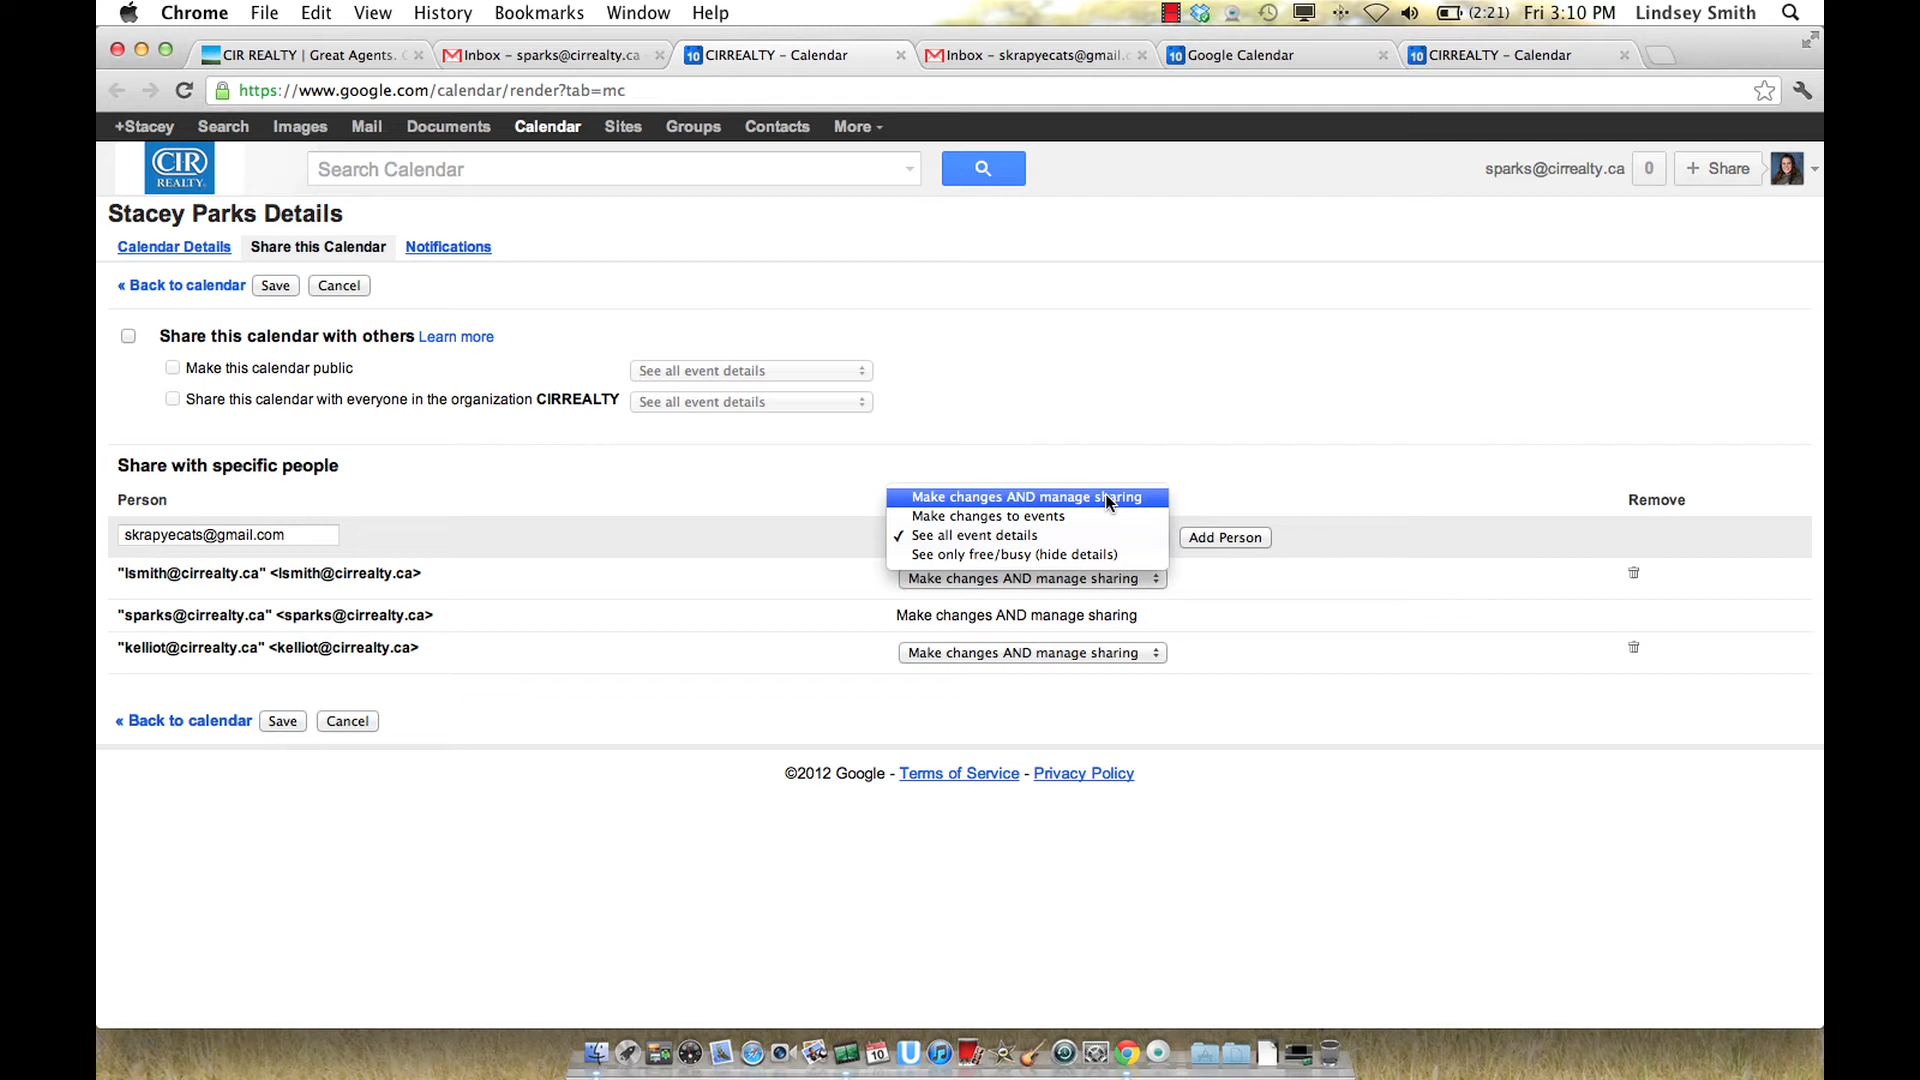 Chrome File Edit View History Bookmarks Window Help (2:21) Fri 3:10 PM Lindsey Smith
CIR REALTY | Great Agents. Inbox – sparks@cirrealty.ca 10 CIRREALTY – Calendar Inbox – skrapyecats@gmail.c 10 Google Calendar 10 CIRREALTY – Calendar
https://www.google.com/calendar/render?tab=mc
+Stacey Search Images Mail Documents Calendar Sites Groups Contacts More
CIR
REALTY
Search Calendar sparks@cirrealty.ca 0 + Share
Stacey Parks Details
Calendar Details Share this Calendar Notifications
« Back to calendar Save Cancel
Share this calendar with others Learn more
Make this calendar public See all event details
Share this calendar with everyone in the organization CIRREALTY See all event details
Share with specific people
Person Make changes AND manage sharing Remove
Make changes to events
skrapyecats@gmail.com ✓ See all event details Add Person
See only free/busy (hide details)
"lsmith@cirrealty.ca" <lsmith@cirrealty.ca> Make changes AND manage sharing
"sparks@cirrealty.ca" <sparks@cirrealty.ca> Make changes AND manage sharing
"kelliot@cirrealty.ca" <kelliot@cirrealty.ca> Make changes AND manage sharing
« Back to calendar Save Cancel
©2012 Google - Terms of Service - Privacy Policy
10